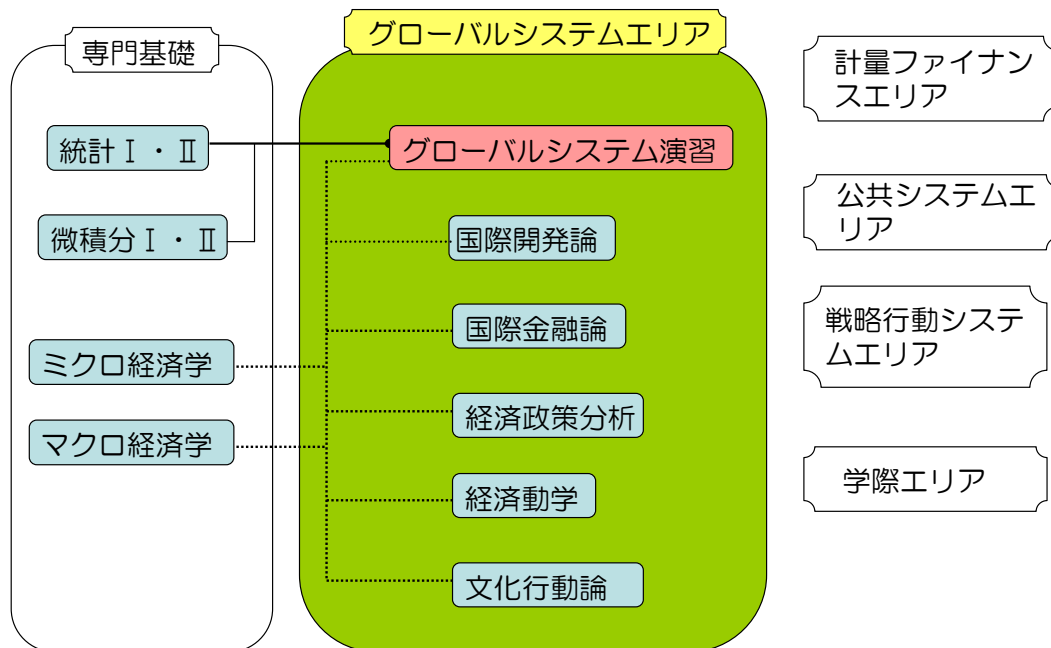 専門基礎
統計Ⅰ・Ⅱ
微積分Ⅰ・Ⅱ
ミクロ経済学
マクロ経済学
グローバルシステムエリア
グローバルシステム演習
国際開発論
国際金融論
経済政策分析
経済動学
文化行動論
計量ファイナン
スエリア
公共システムエ
リア
戦略行動システ
ムエリア
学際エリア